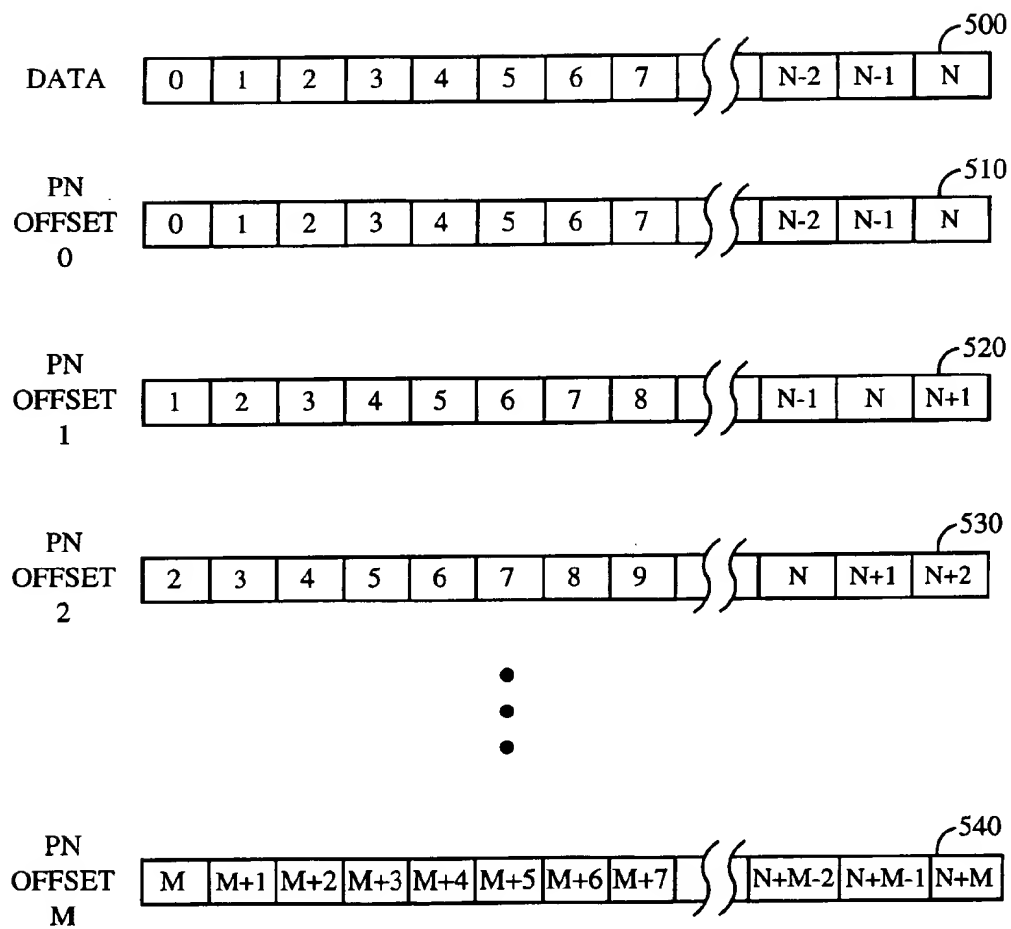 500
DATA 0 1 2 3 4 5 6 7 N-2 N-1 N
510
PN
OFFSET
0
0 1 2 3 4 5 6 7 N-2 N-1 N
520
PN
OFFSET
1
1 2 3 4 5 6 7 8 N-1 N N+1
530
PN
OFFSET
2
2 3 4 5 6 7 8 9 N N+1 N+2
540
PN
OFFSET
M
M M+1 M+2 M+3 M+4 M+5 M+6 M+7 N+M-2 N+M-1 N+M